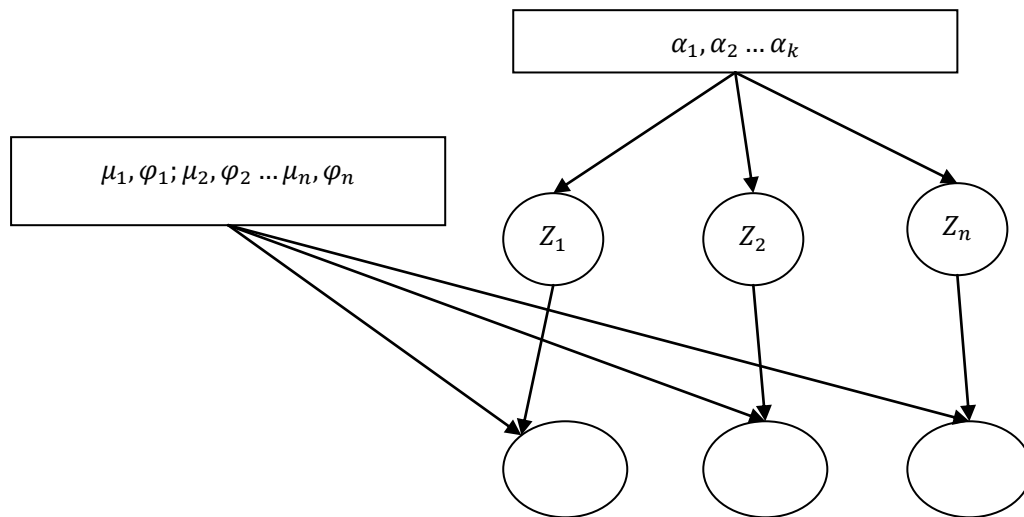 𝛼₁, 𝛼₂ … 𝛼ₖ
𝜇₁, 𝜑₁; 𝜇₂, 𝜑₂ … 𝜇ₙ, 𝜑ₙ
𝑍₁
𝑍₂
𝑍ₙ